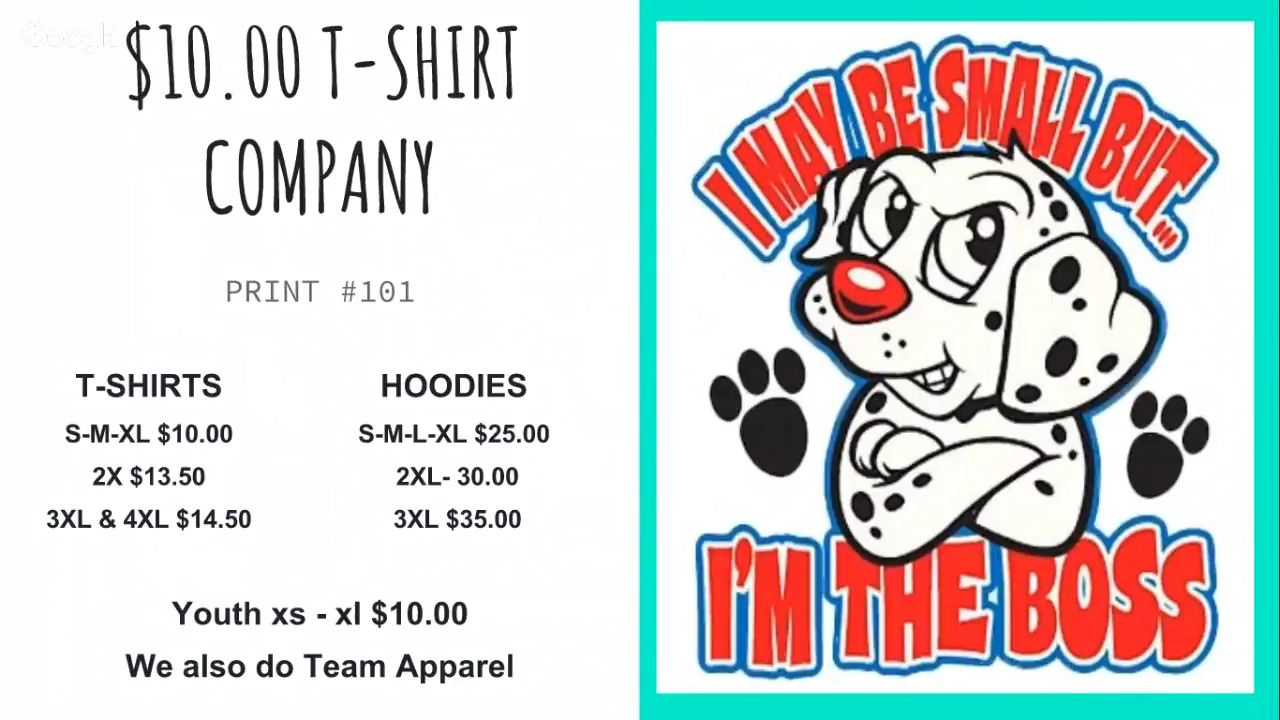 Google
$10.00 T-SHIRT
COMPANY
PRINT #101
T-SHIRTS
S-M-XL $10.00
2X $13.50
3XL & 4XL $14.50
HOODIES
S-M-L-XL $25.00
2XL- 30.00
3XL $35.00
Youth xs - xl $10.00
We also do Team Apparel
I MAY BE SMALL BUT...
I'M THE BOSS